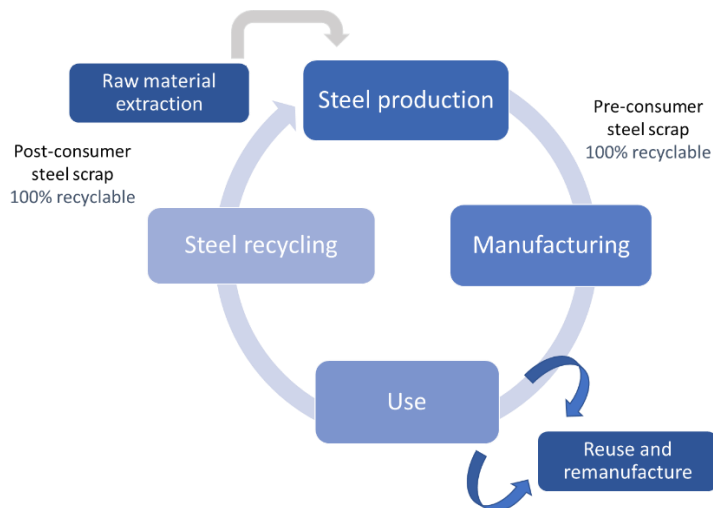 Raw material
extraction
Steel production
Pre-consumer
steel scrap
100% recyclable
Post-consumer
steel scrap
100% recyclable
Steel recycling
Manufacturing
Use
Reuse and
remanufacture